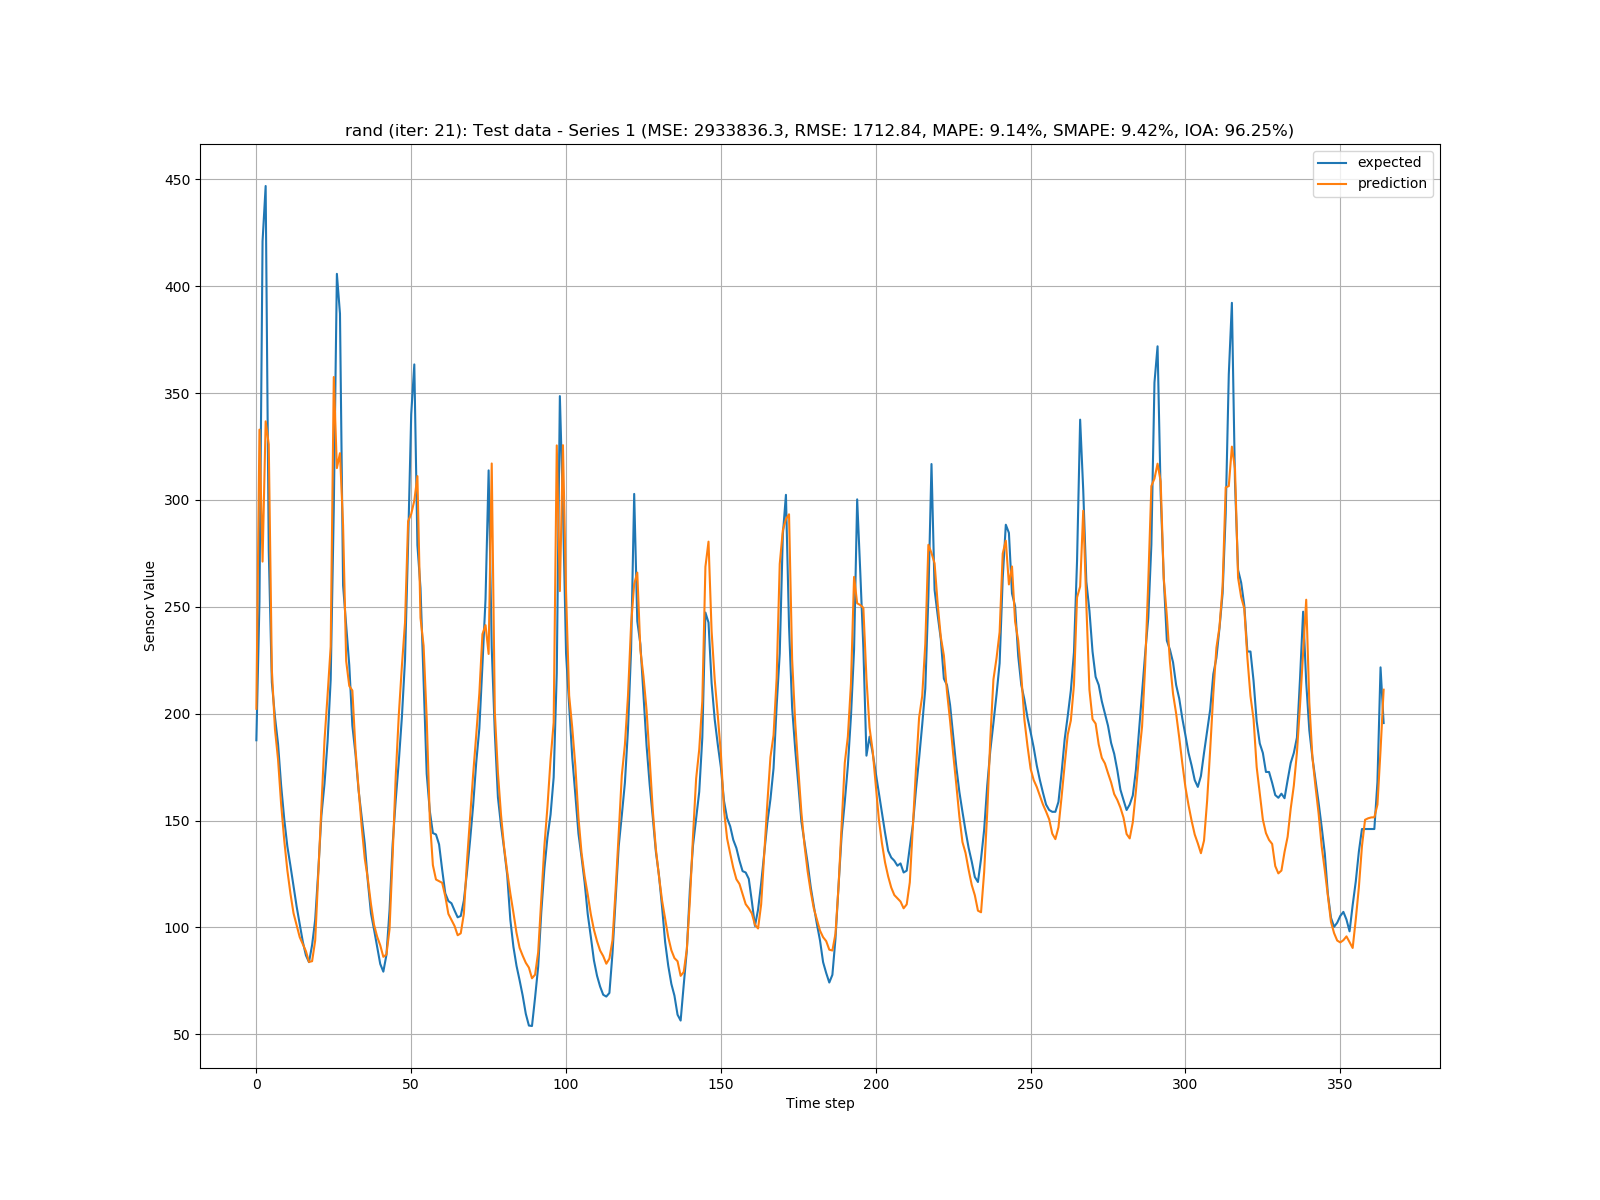 rand (iter: 21): Test data - Series 1 (MSE: 2933836.3, RMSE: 1712.84, MAPE: 9.14%, SMAPE: 9.42%, IOA: 96.25%)
expected
prediction
450
400
350
300
250
200
150
100
50
Sensor Value
0 50 100 150 200 250 300 350
Time step